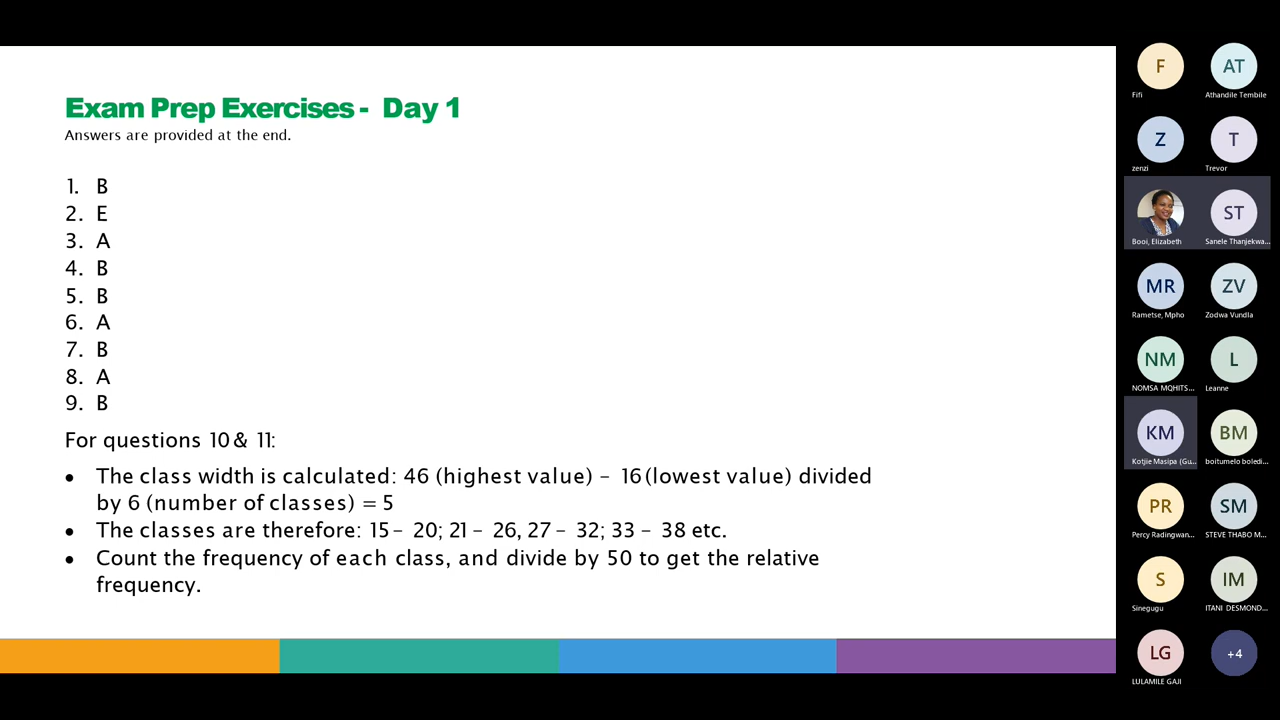 Exam Prep Exercises - Day 1
Answers are provided at the end.
1. B
2. E
3. A
4. B
5. B
6. A
7. B
8. A
9. B
For questions 10 & 11:
• The class width is calculated: 46 (highest value) – 16 (lowest value) divided
by 6 (number of classes) = 5
• The classes are therefore: 15 – 20; 21 – 26, 27 – 32; 33 – 38 etc.
• Count the frequency of each class, and divide by 50 to get the relative
frequency.
F
Fifi
AT
Athandile Tembile
Z
zenzi
T
Trevor
Booi, Elizabeth
ST
Sanele Thanjekwa...
MR
Rametse, Mpho
ZV
Zodwa Vundla
NM
NOMSA MQHITS...
L
Leanne
KM
Kotjie Masipa (Gu...
BM
boitumelo boledi...
PR
Percy Radingwan...
SM
STEVE THABO M...
S
Sinegugu
IM
ITANI DESMOND...
LG
LULAMILE GAJI
+4